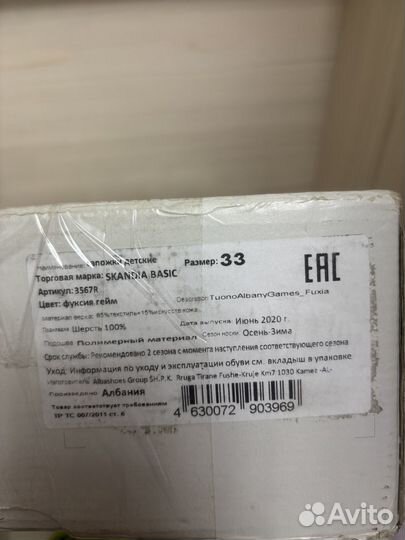 Наименование: сапожки детские Размер: 33
Торговая марка: SKANDIA BASIC
Артикул: 3567R
Цвет: фуксия.гейм Description TuonoAlbanyGames_Fuxia
Материал верха: 85%текстиль+15%искусств.кожа
Подкладка Шерсть 100% Дата выпуска: Июнь 2020 г.
Подошва Полимерный материал Сезон носки: Осень-Зима
Срок службы: Рекомендовано 2 сезона с момента наступления соответствующего сезона
Уход: Информация по уходу и эксплуатации обуви см. вкладыш в упаковке
Изготовитель Albashoes Group SH.P.K. Rruga Tirane Fushe-Kruje Km7 1030 Kamez -AL-
Произведено Албания
Товар соответствует требованиям
ТР ТС 007/2011 ст. 6
4 630072 903969
EAC
Avito